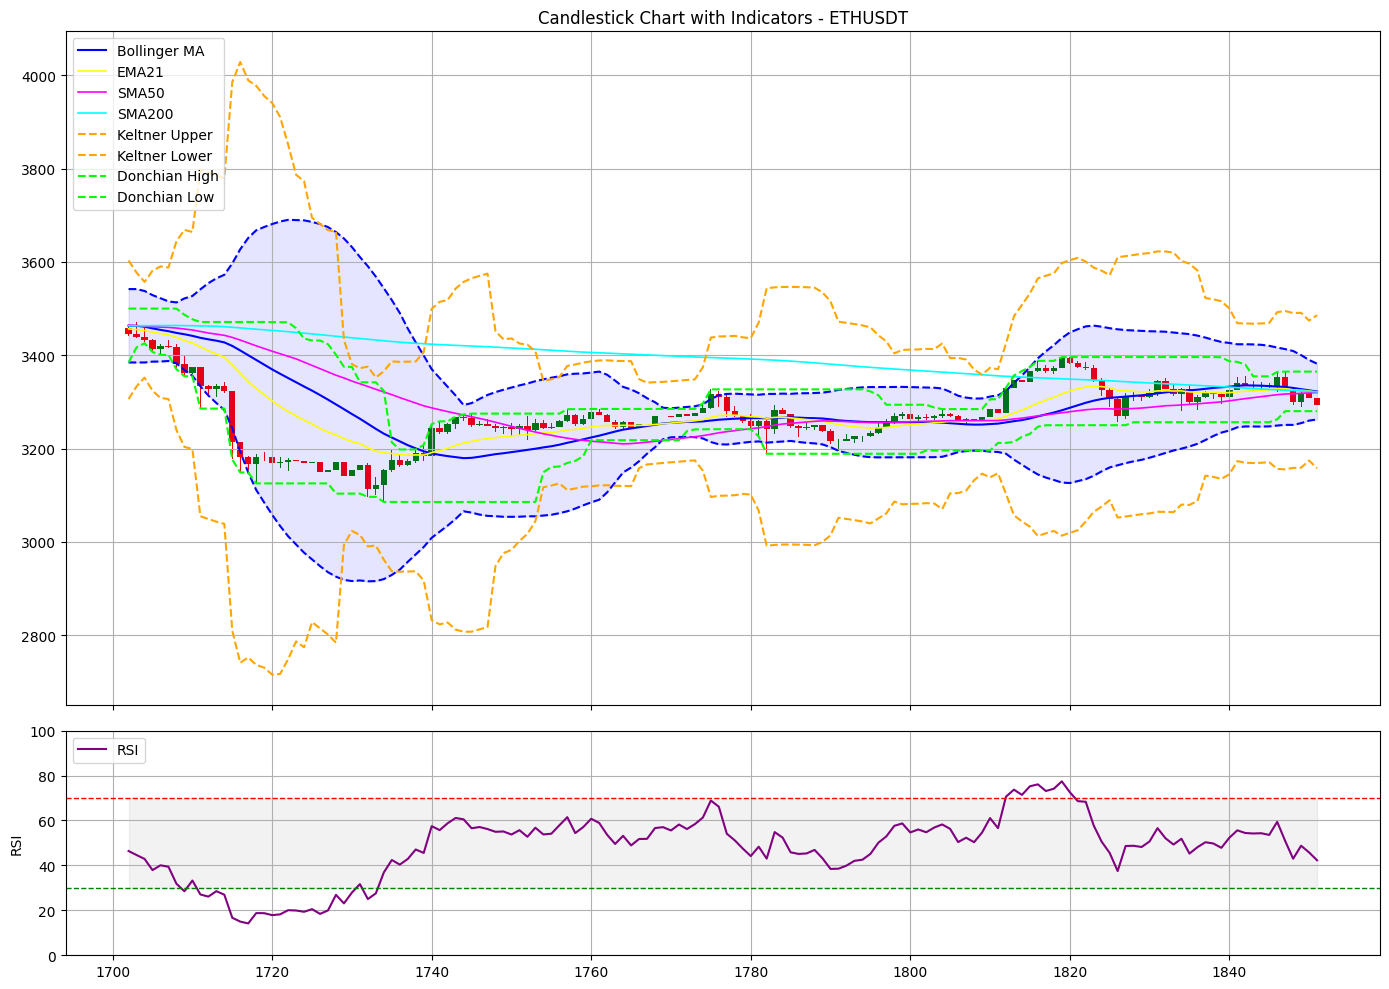 Candlestick Chart with Indicators - ETHUSDT
Bollinger MA
EMA21
SMA50
SMA200
Keltner Upper
Keltner Lower
Donchian High
Donchian Low
4000
3800
3600
3400
3200
3000
2800
RSI
RSI
100
80
60
40
20
0
1700 1720 1740 1760 1780 1800 1820 1840